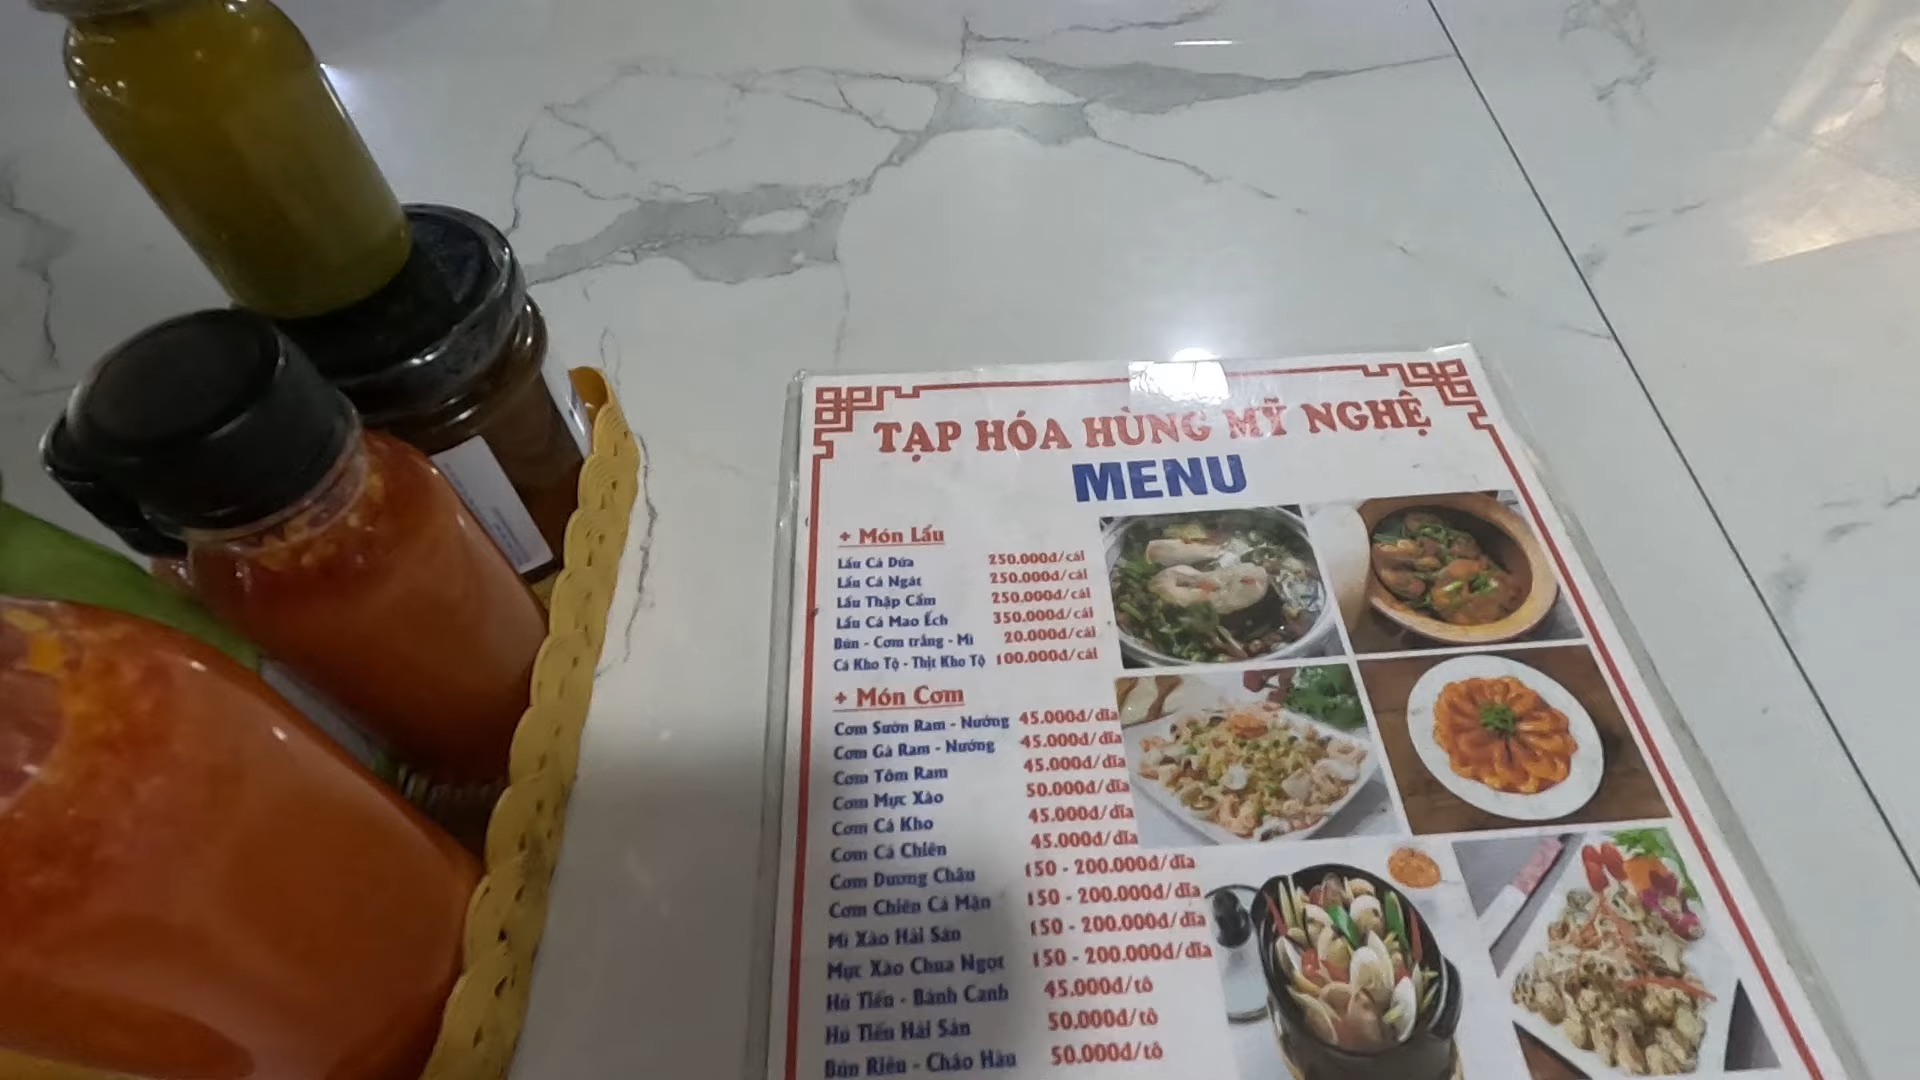 TẠP HÓA HÙNG MỸ NGHỆ
MENU
+ Món Lẩu
Lẩu Cá Dứa 250.000đ/cái
Lẩu Cá Ngát 250.000đ/cái
Lẩu Thập Cẩm 250.000đ/cái
Lẩu Cá Mao Ếch 350.000đ/cái
Bún - Cơm trắng - Mì 20.000đ/cái
Cá Kho Tộ - Thịt Kho Tộ 100.000đ/cái
+ Món Cơm
Cơm Sườn Ram - Nướng 45.000đ/dĩa
Cơm Gà Ram - Nướng 45.000đ/dĩa
Cơm Tôm Ram 45.000đ/dĩa
Cơm Mực Xào 50.000đ/dĩa
Cơm Cá Kho 45.000đ/dĩa
Cơm Cá Chiên 45.000đ/dĩa
Cơm Dương Châu 150 - 200.000đ/dĩa
Cơm Chiên Cá Mặn 150 - 200.000đ/dĩa
Mì Xào Hải Sản 150 - 200.000đ/dĩa
Mực Xào Chua Ngọt 150 - 200.000đ/dĩa
Hủ Tiếu - Bánh Canh 45.000đ/tô
Hủ Tiếu Hải Sản 50.000đ/tô
Bún Riêu - Cháo Hàu 50.000đ/tô